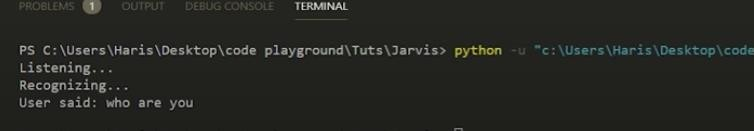 PROBLEMS 1 OUTPUT DEBUG CONSOLE TERMINAL
PS C:\Users\Haris\Desktop\code playground\Tuts\Jarvis> python -u "c:\Users\Haris\Desktop\code
Listening...
Recognizing...
User said: who are you